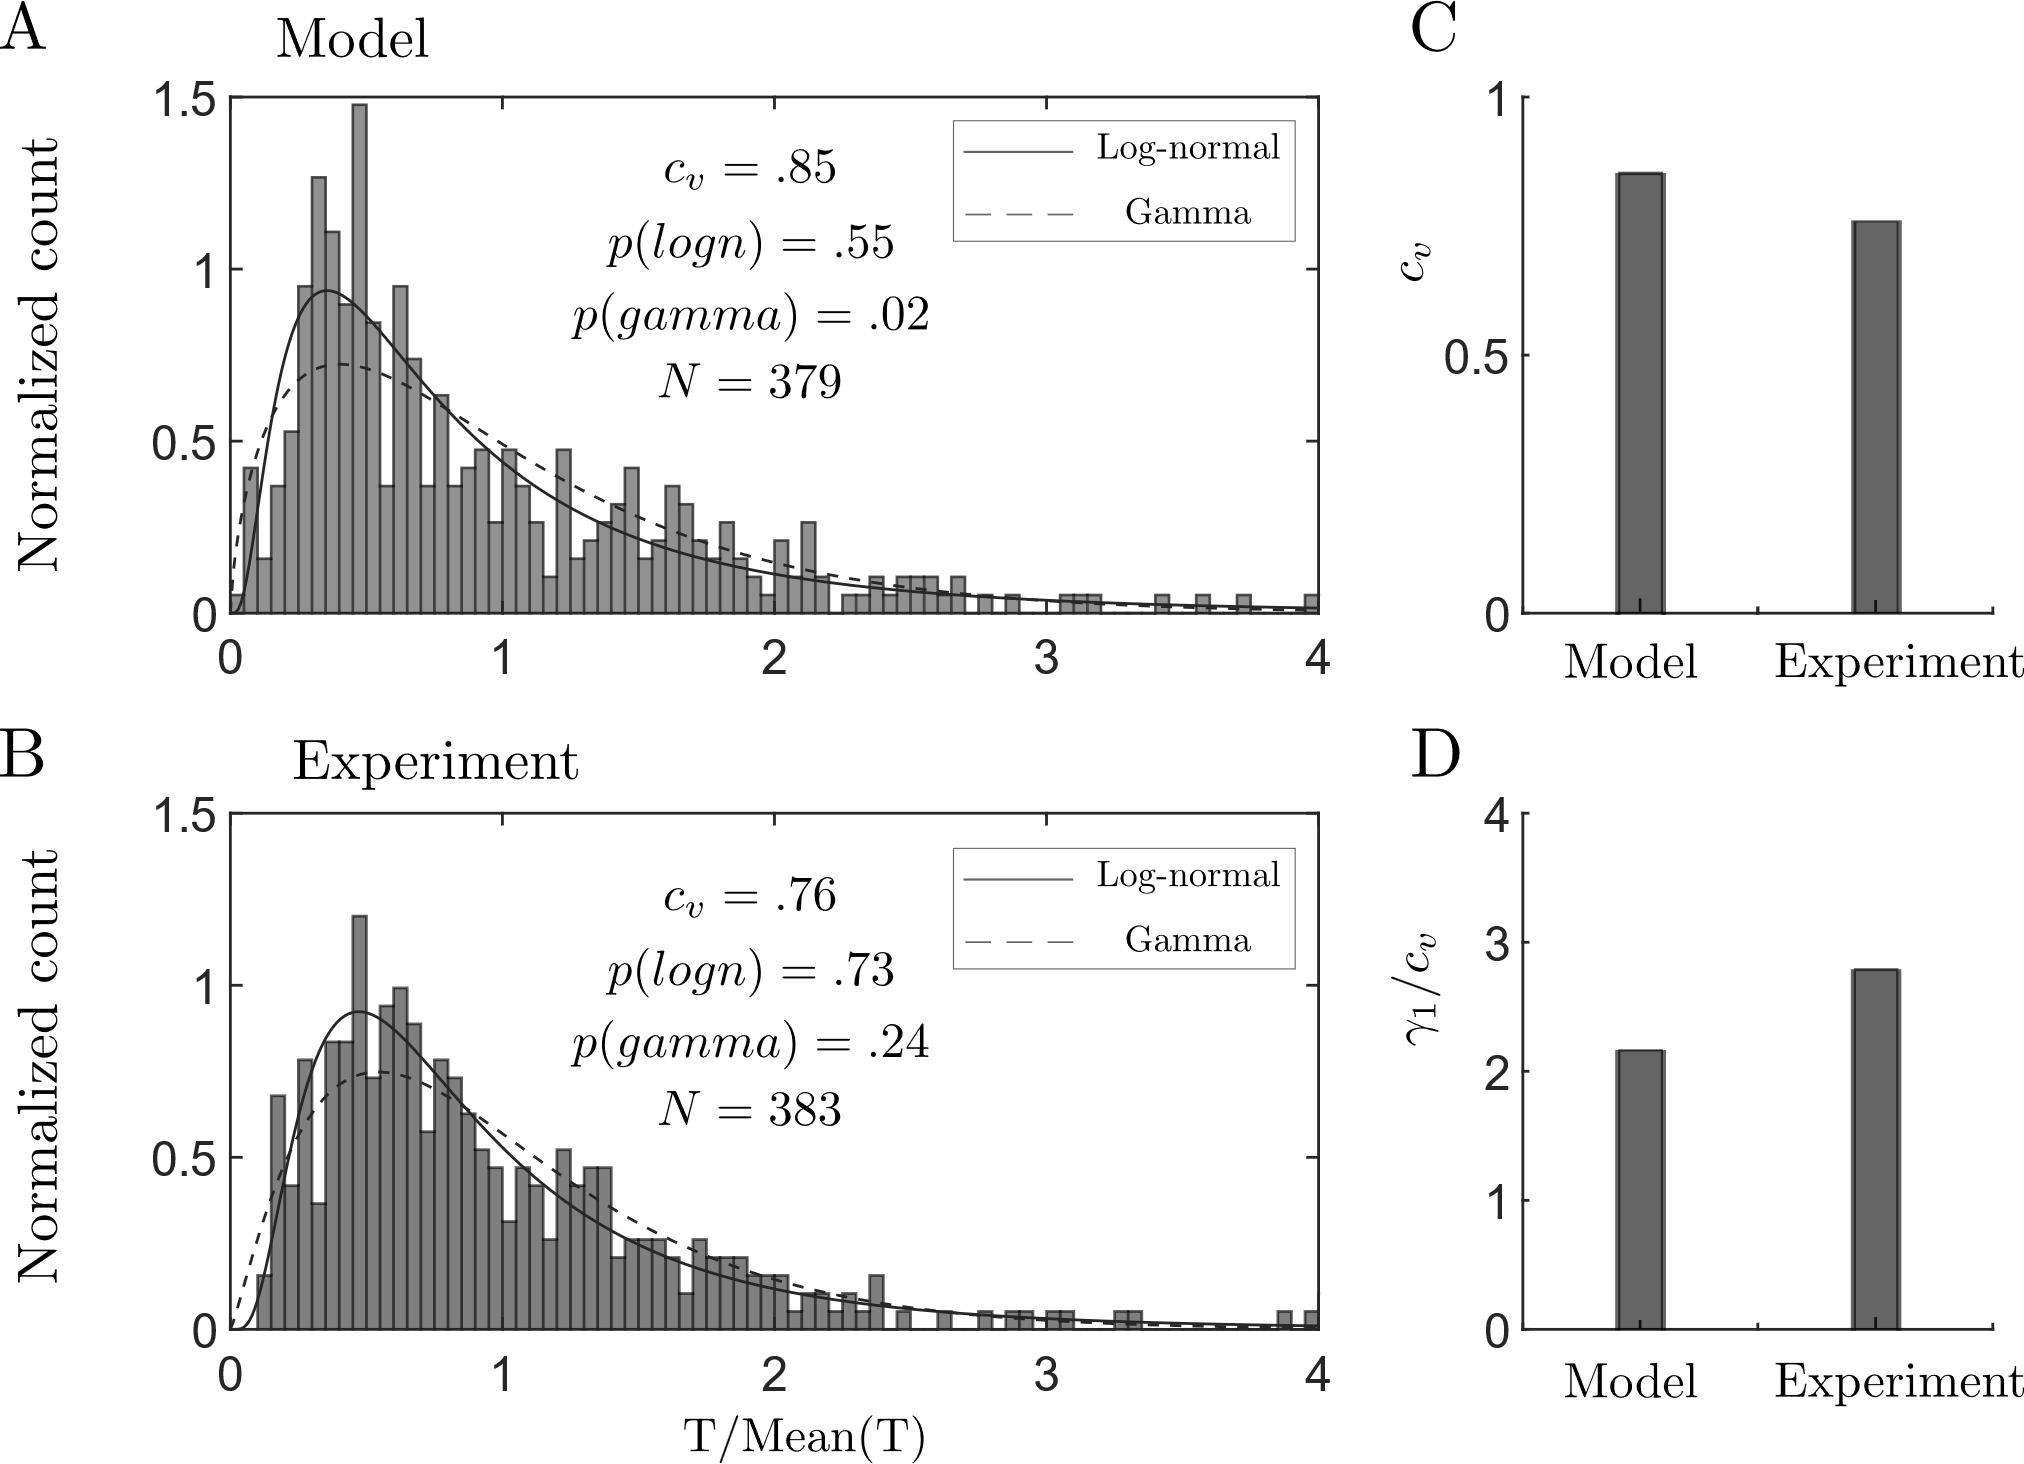 A
Model
Normalized count
1.5
1
0.5
0
0
1
2
3
4
c_v = .85
p(logn) = .55
p(gamma) = .02
N = 379
Log-normal
Gamma
C
c_v
1
0.5
0
Model
Experiment
B
Experiment
Normalized count
1.5
1
0.5
0
0
1
2
3
4
T/Mean(T)
c_v = .76
p(logn) = .73
p(gamma) = .24
N = 383
Log-normal
Gamma
D
γ₁/c_v
4
3
2
1
0
Model
Experiment